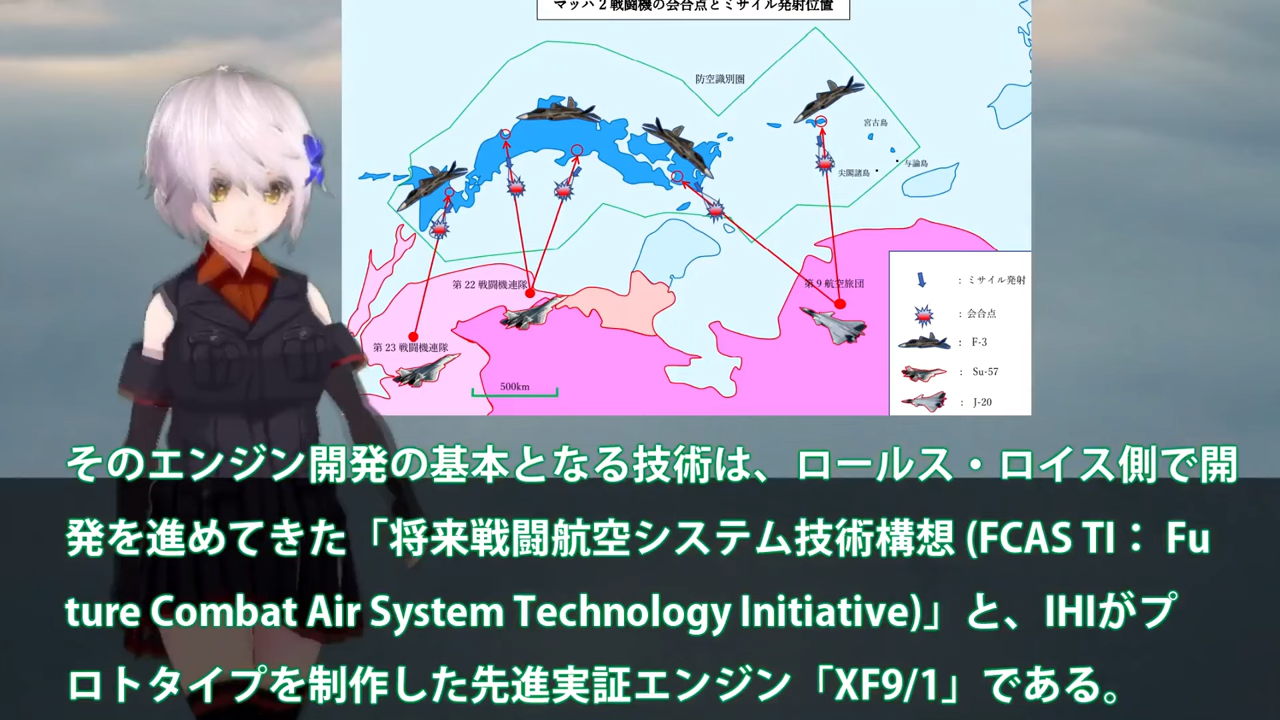 マッハ2戦闘機の会合点とミサイル発射位置
防空識別圏
宮古島
与論島
尖閣諸島
第22戦闘機連隊
第9航空旅団
第23戦闘機連隊
500km
： ミサイル発射
： 会合点
： F-3
： Su-57
： J-20
そのエンジン開発の基本となる技術は、ロールス・ロイス側で開
発を進めてきた「将来戦闘航空システム技術構想 (FCAS TI： Fu
ture Combat Air System Technology Initiative)」と、IHIがプ
ロトタイプを制作した先進実証エンジン「XF9/1」である。